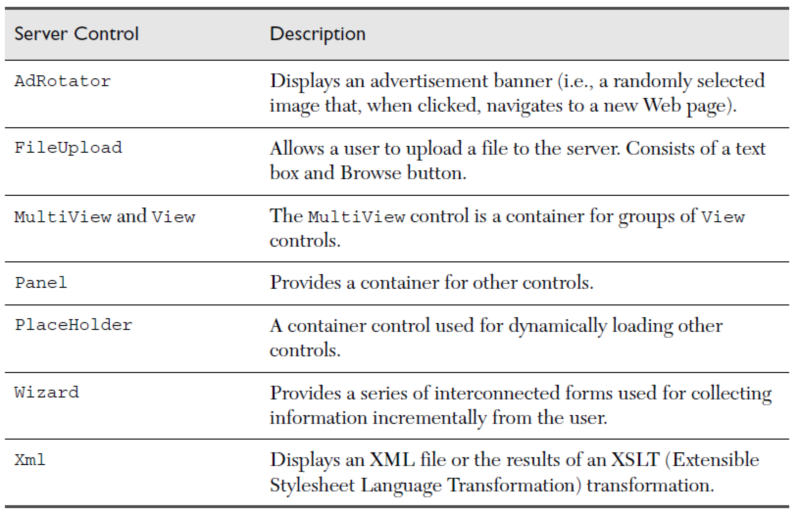 Server Control Description
AdRotator Displays an advertisement banner (i.e., a randomly selected
image that, when clicked, navigates to a new Web page).
FileUpload Allows a user to upload a file to the server. Consists of a text
box and Browse button.
MultiView and View The MultiView control is a container for groups of View
controls.
Panel Provides a container for other controls.
PlaceHolder A container control used for dynamically loading other
controls.
Wizard Provides a series of interconnected forms used for collecting
information incrementally from the user.
Xml Displays an XML file or the results of an XSLT (Extensible
Stylesheet Language Transformation) transformation.